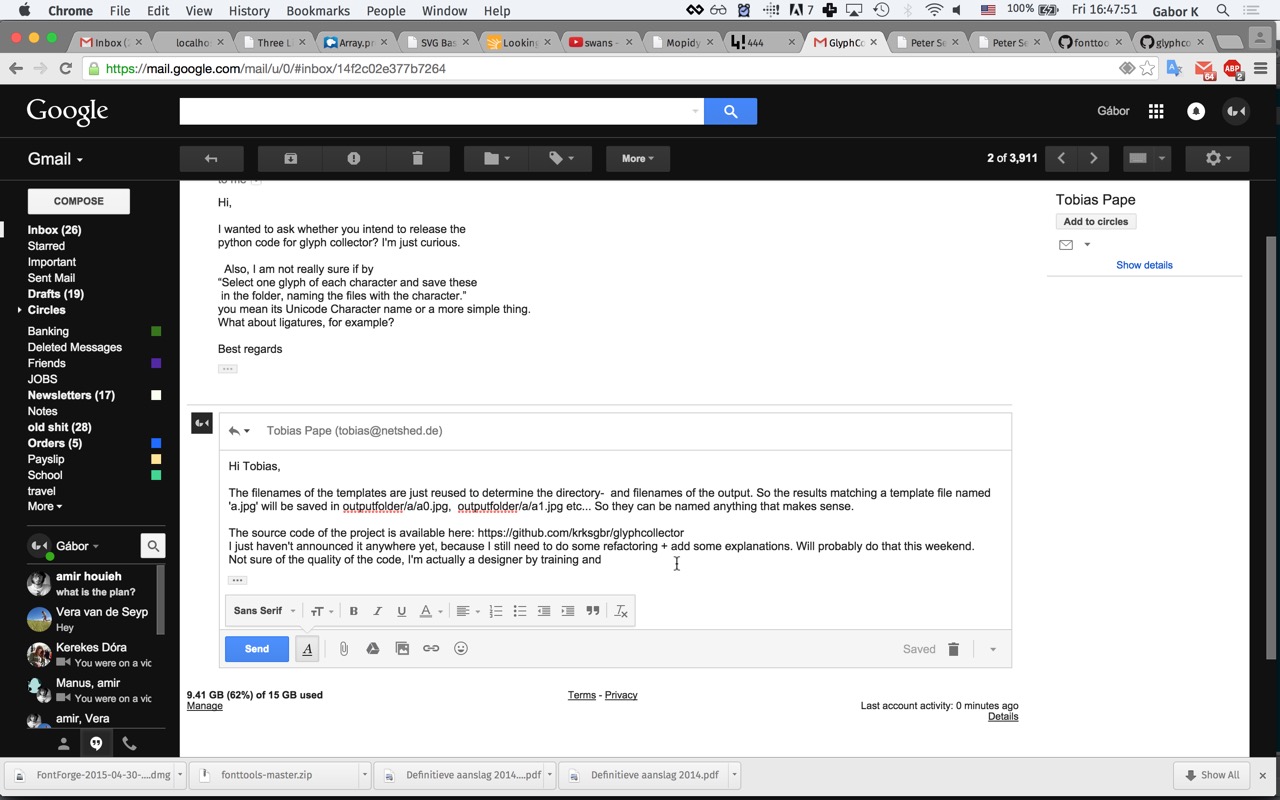 Chrome File Edit View History Bookmarks People Window Help 7 100% Fri 16:47:51 Gabor K
Inbox ( localho Three L Array.pr SVG Bas Looking swans - Mopidy 444 GlyphCo Peter Se Peter Se fonttoo glyphco
https://mail.google.com/mail/u/0/#inbox/14f2c02e377b7264 64 ABP 2
Google Gábor
Gmail More 2 of 3,911
COMPOSE
Inbox (26)
Starred
Important
Sent Mail
Drafts (19)
Circles
Banking
Deleted Messages
Friends
JOBS
Newsletters (17)
Notes
old shit (28)
Orders (5)
Payslip
School
travel
More
Gábor
amir houieh
what is the plan?
Vera van de Seyp
Hey
Kerekes Dóra
You were on a vic
Manus, amir
You were on a vic
amir, Vera
to me
Hi,
I wanted to ask whether you intend to release the
python code for glyph collector? I'm just curious.
Also, I am not really sure if by
"Select one glyph of each character and save these
in the folder, naming the files with the character."
you mean its Unicode Character name or a more simple thing.
What about ligatures, for example?
Best regards
Tobias Pape
Add to circles
Show details
Tobias Pape (tobias@netshed.de)
Hi Tobias,
The filenames of the templates are just reused to determine the directory-  and filenames of the output. So the results matching a template file named
'a.jpg' will be saved in outputfolder/a/a0.jpg,  outputfolder/a/a1.jpg etc... So they can be named anything that makes sense.
The source code of the project is available here: https://github.com/krksgbr/glyphcollector
I just haven't announced it anywhere yet, because I still need to do some refactoring + add some explanations. Will probably do that this weekend.
Not sure of the quality of the code, I'm actually a designer by training and
Sans Serif B I U A
Send A Saved
9.41 GB (62%) of 15 GB used
Manage
Terms - Privacy
Last account activity: 0 minutes ago
Details
FontForge-2015-04-30-....dmg fonttools-master.zip Definitieve aanslag 2014....pdf Definitieve aanslag 2014.pdf Show All